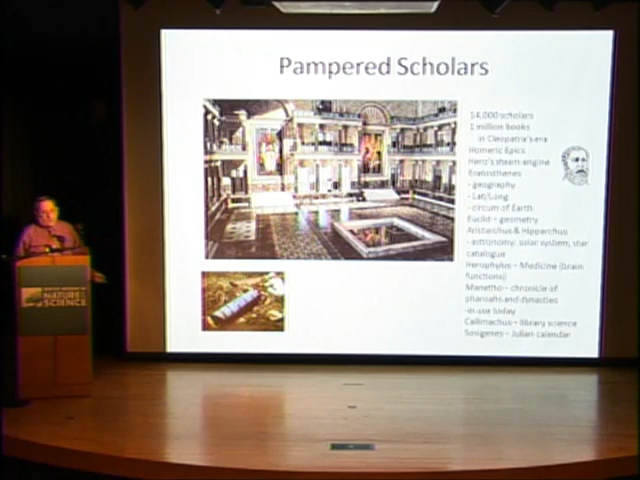 Pampered Scholars
14,000 scholars
1 million books
in Cleopatra's era
Homeric Epics
Hero's steam engine
Eratosthenes
- geography
- Lat/Long
- circum of Earth
Euclid – geometry
Aristarchus & Hipparchus
- astronomy, solar system, star
catalogue
Herophylus – Medicine (brain
functions)
Manetho – chronicle of
pharoahs and dynasties
-in use today
Callimachus – library science
Sosigenes – Julian calendar
NATURE &
SCIENCE